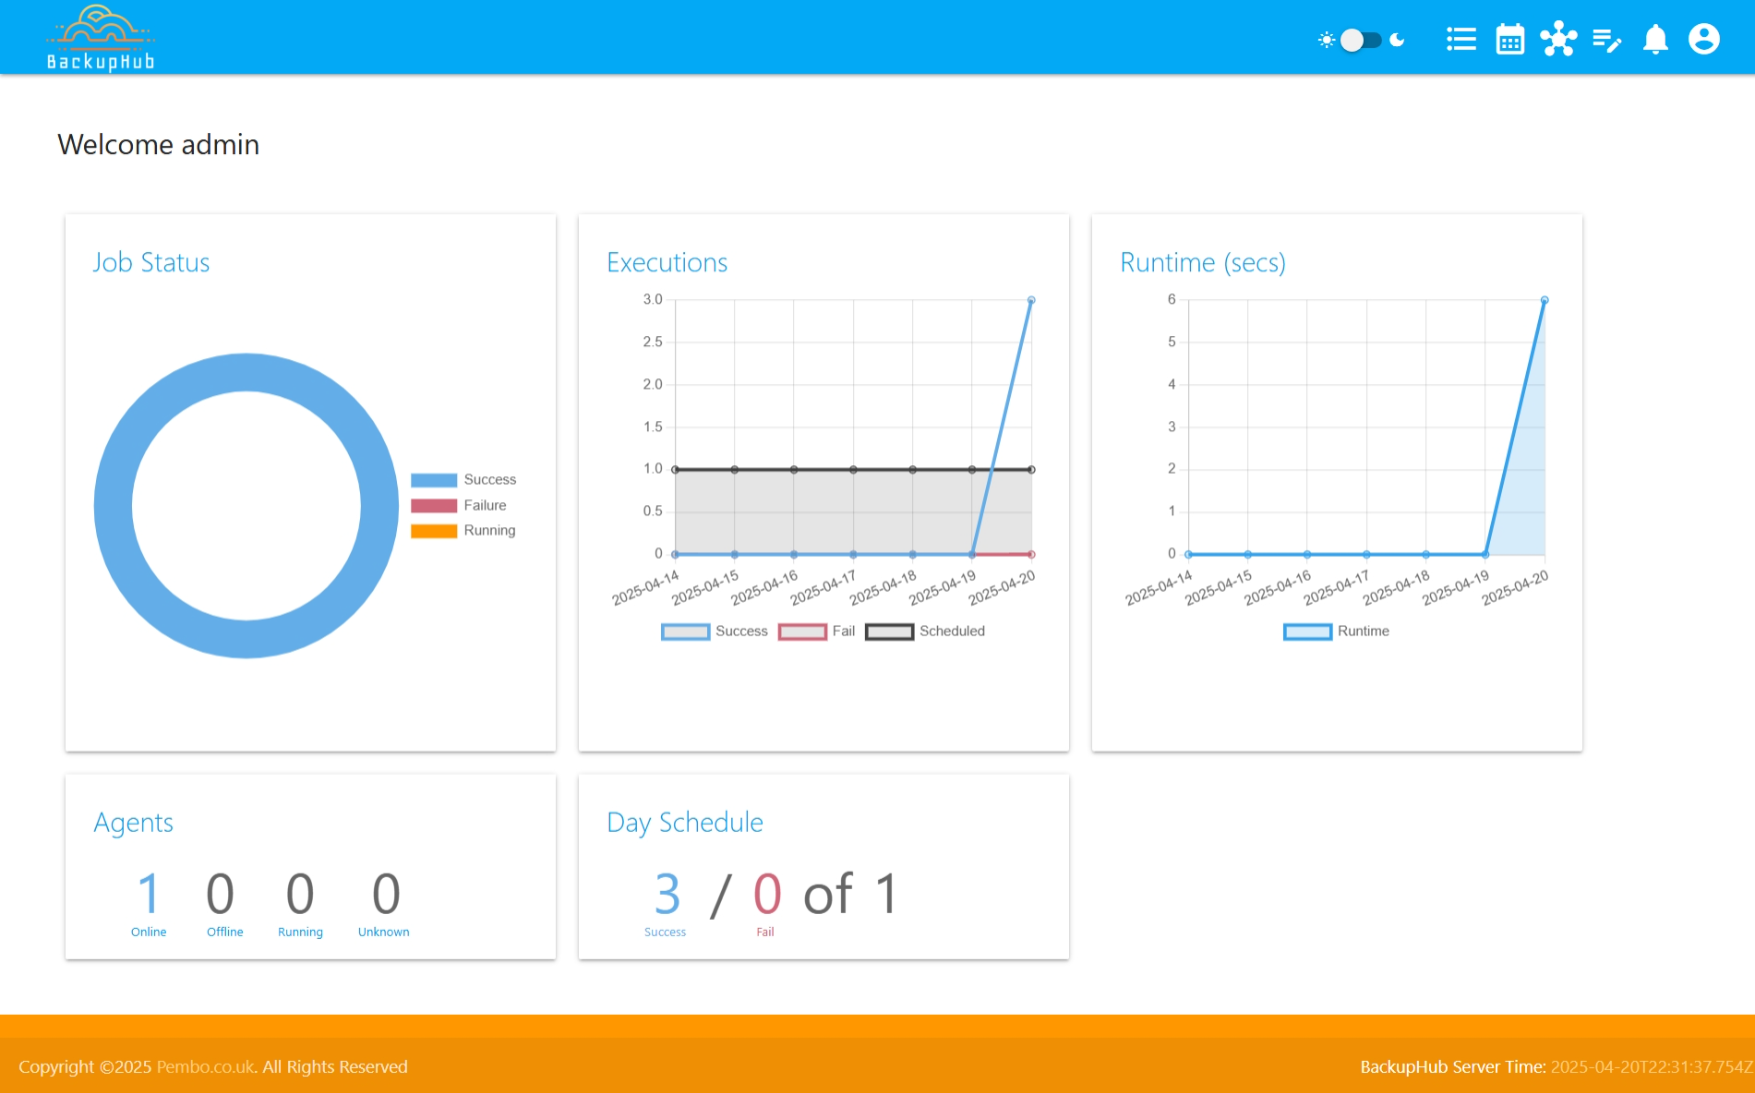 BackupHub
Welcome admin
Job Status
Success
Failure
Running
Executions
3.0
2.5
2.0
1.5
1.0
0.5
0
2025-04-14 2025-04-15 2025-04-16 2025-04-17 2025-04-18 2025-04-19 2025-04-20
Success Fail Scheduled
Runtime (secs)
6
5
4
3
2
1
0
2025-04-14 2025-04-15 2025-04-16 2025-04-17 2025-04-18 2025-04-19 2025-04-20
Runtime
Agents
1 0 0 0
Online Offline Running Unknown
Day Schedule
3 / 0 of 1
Success Fail
Copyright ©2025 Pembo.co.uk. All Rights Reserved
BackupHub Server Time: 2025-04-20T22:31:37.754Z